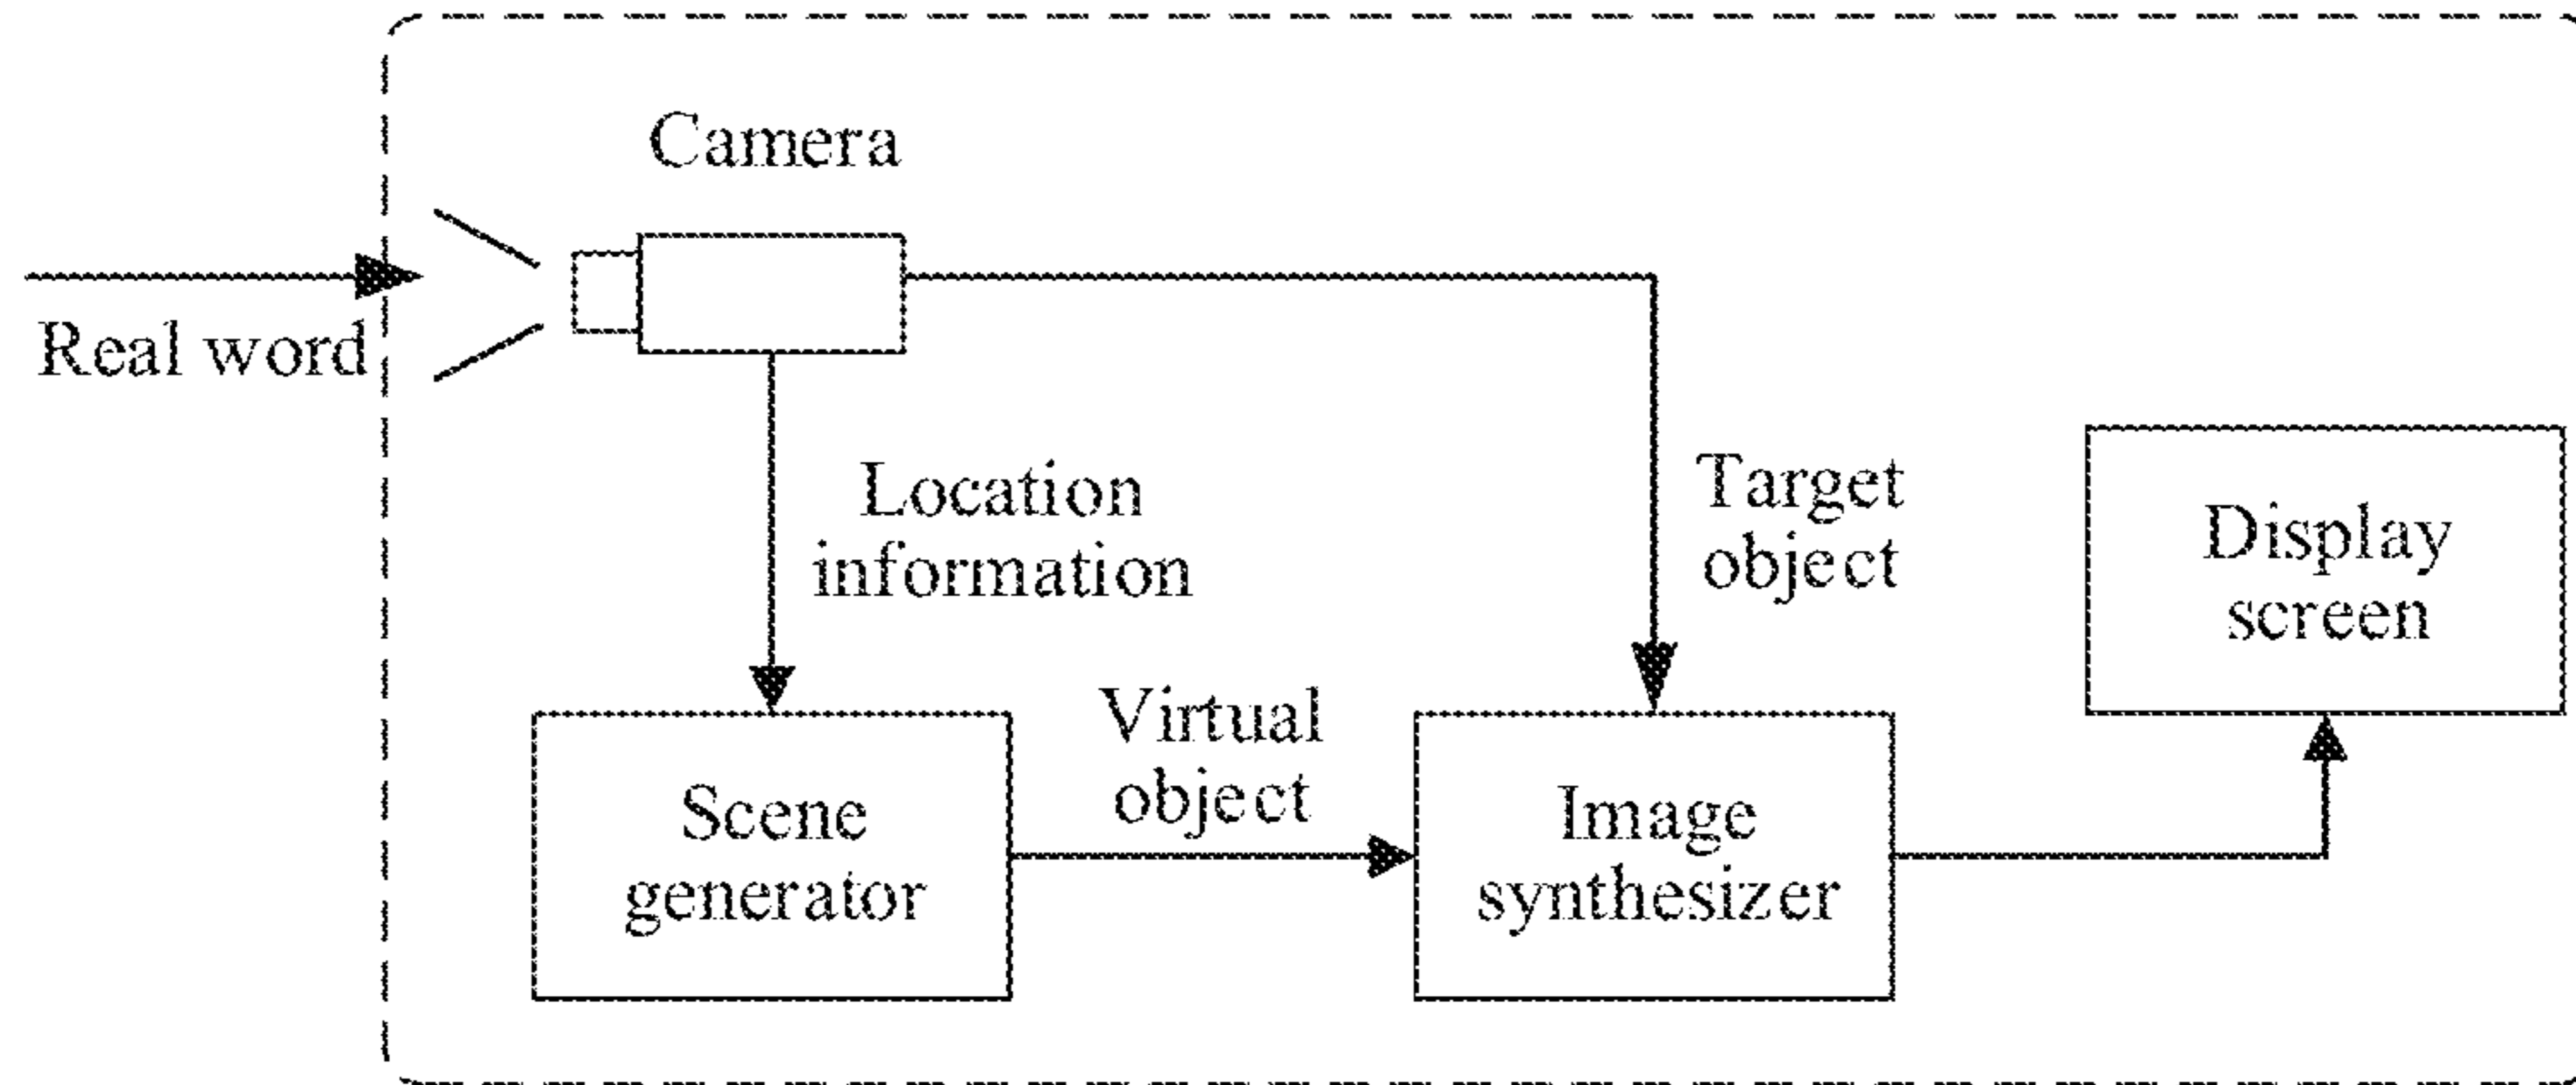 Camera
Real word
Location
information
Target
object
Display
screen
Virtual
object
Scene
generator
Image
synthesizer